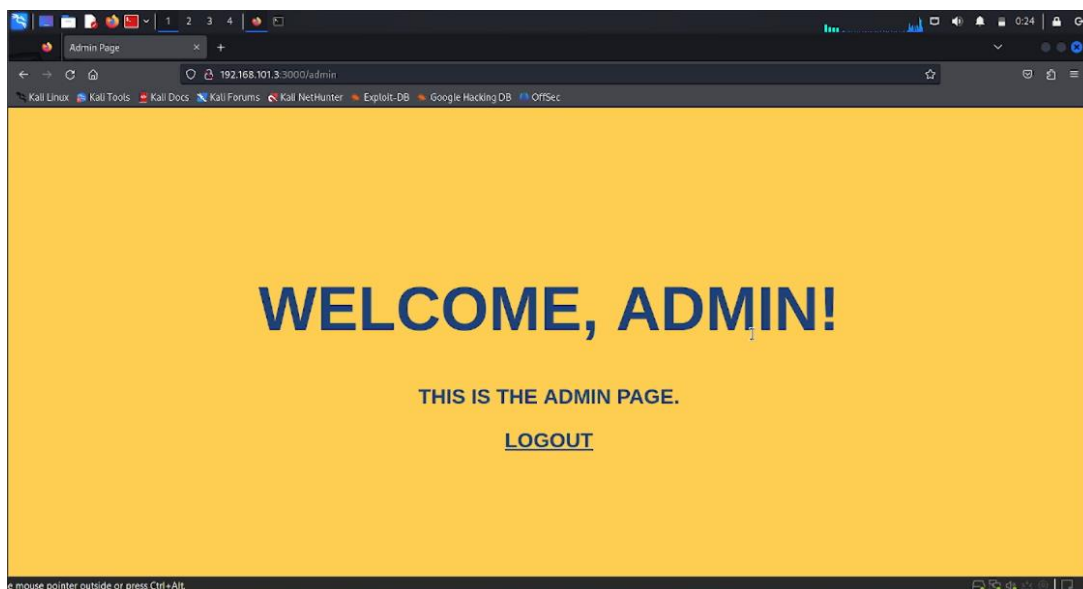 1 2 3 4
0:24
Admin Page
192.168.101.3:3000/admin
Kali Linux Kali Tools Kali Docs Kali Forums Kali NetHunter Exploit-DB Google Hacking DB OffSec
WELCOME, ADMIN!
THIS IS THE ADMIN PAGE.
LOGOUT
e mouse pointer outside or press Ctrl+Alt.